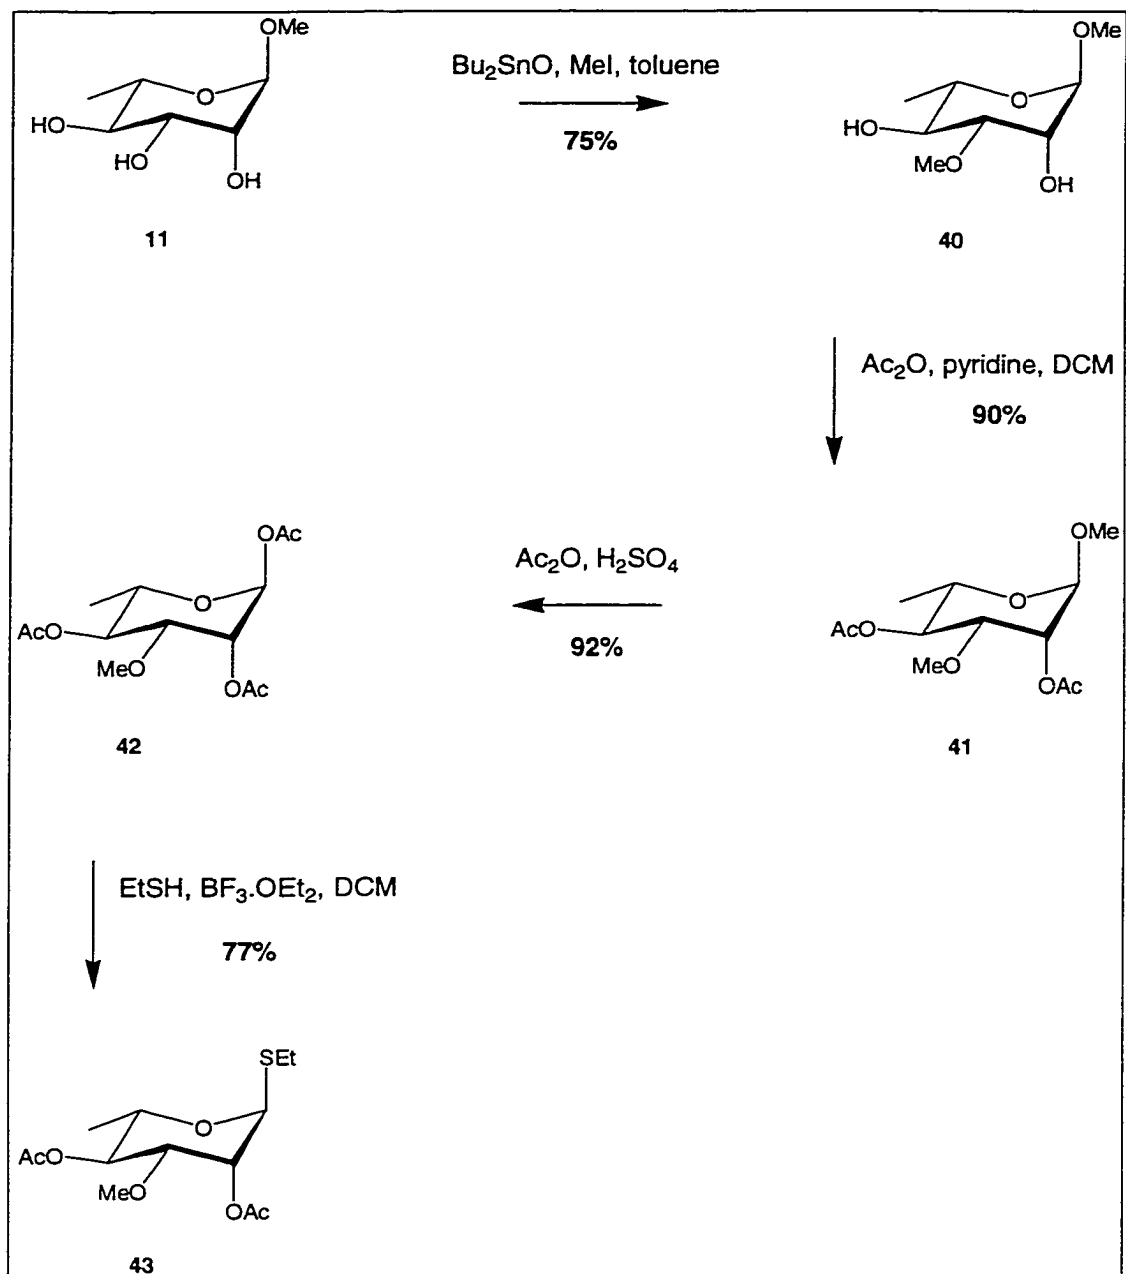 OMe
O
HO
HO
OH
11
Bu₂SnO, MeI, toluene
75%
OMe
O
HO
MeO
OH
40
Ac₂O, pyridine, DCM
90%
OMe
O
AcO
MeO
OAc
41
Ac₂O, H₂SO₄
92%
OAc
O
AcO
MeO
OAc
42
EtSH, BF₃.OEt₂, DCM
77%
SEt
O
AcO
MeO
OAc
43